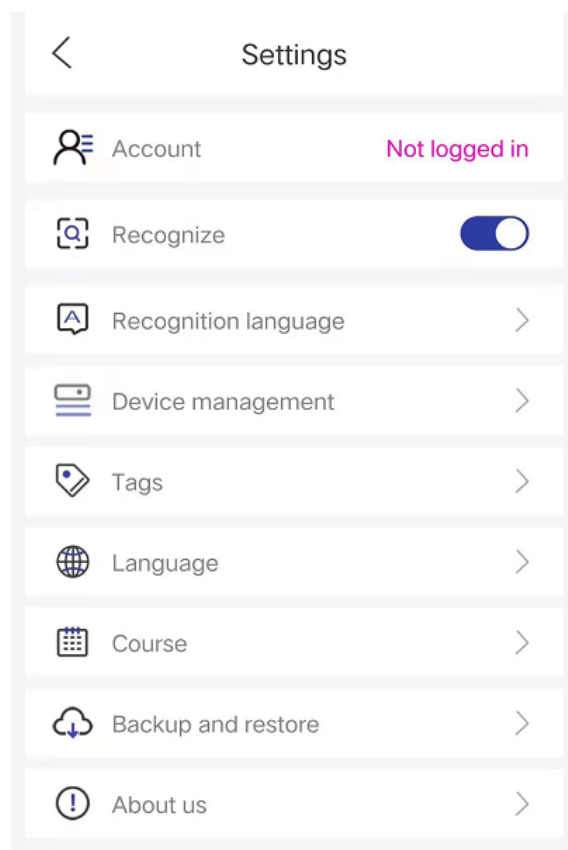 Settings
Account Not logged in
Recognize
Recognition language
Device management
Tags
Language
Course
Backup and restore
About us